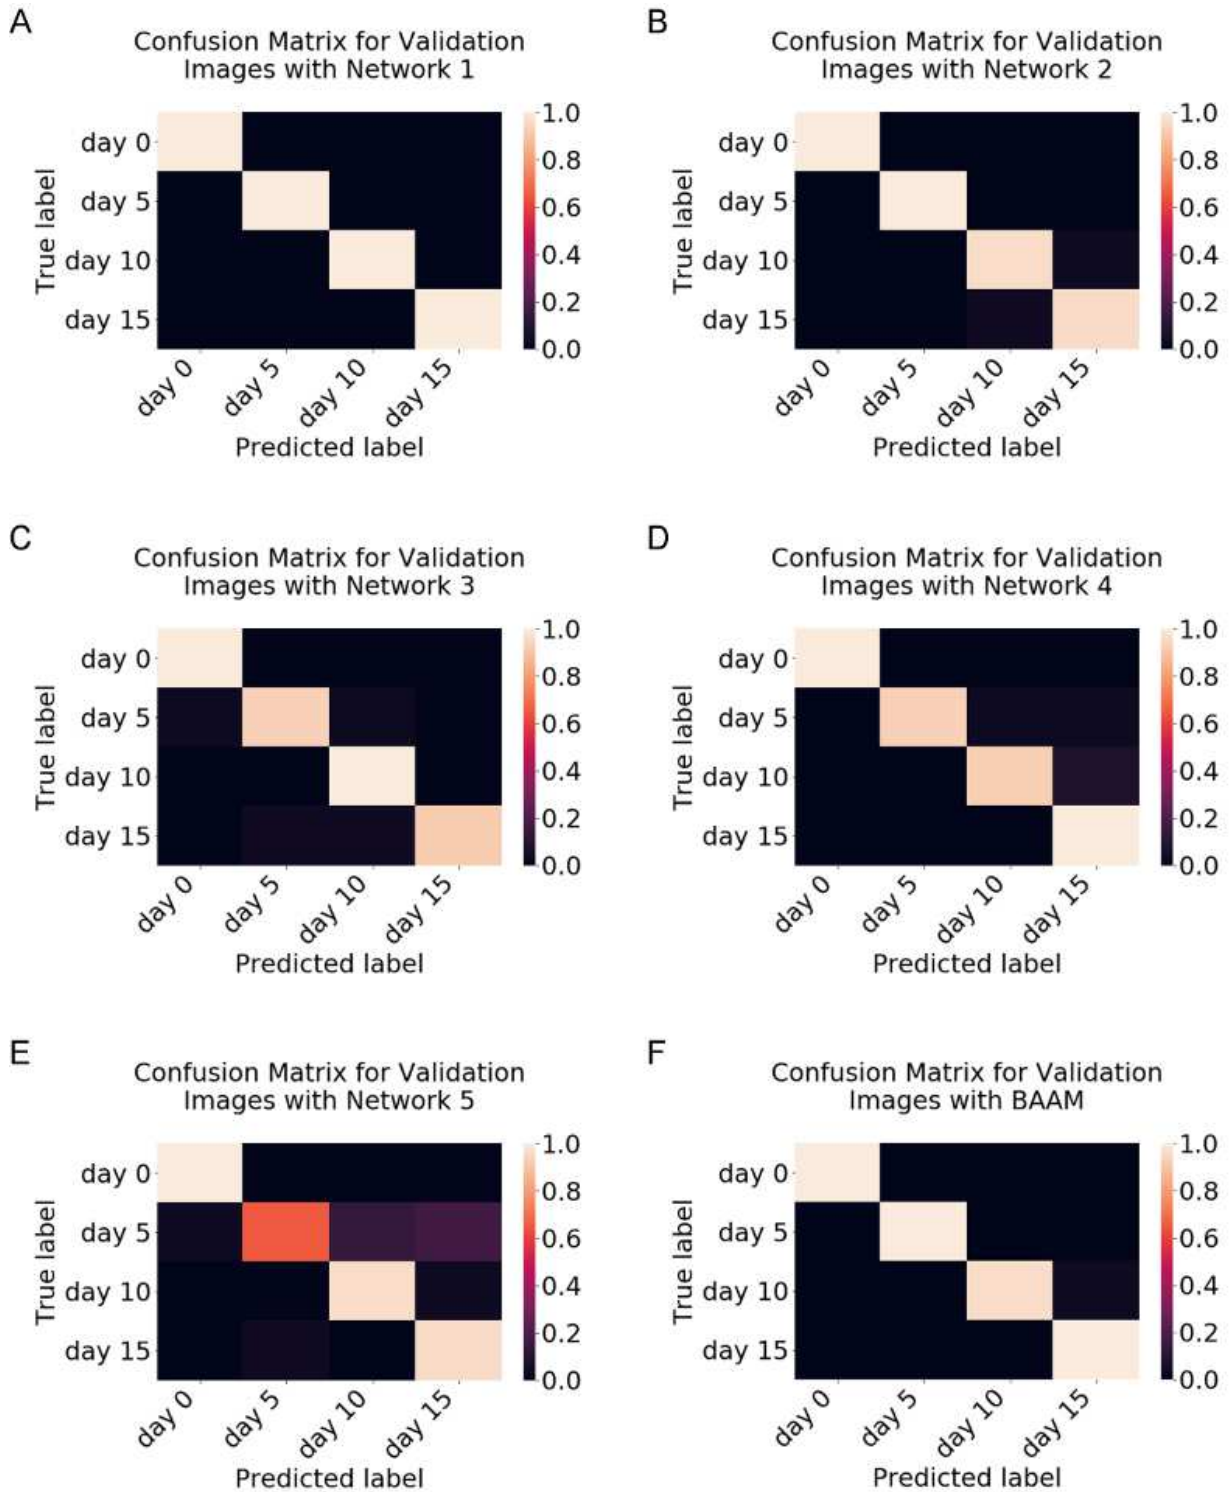 A
Confusion Matrix for Validation
Images with Network 1
1.0
0.8
0.6
0.4
0.2
0.0
True label
day 0
day 5
day 10
day 15
day 0
day 5
day 10
day 15
Predicted label
B
Confusion Matrix for Validation
Images with Network 2
1.0
0.8
0.6
0.4
0.2
0.0
True label
day 0
day 5
day 10
day 15
day 0
day 5
day 10
day 15
Predicted label
C
Confusion Matrix for Validation
Images with Network 3
1.0
0.8
0.6
0.4
0.2
0.0
True label
day 0
day 5
day 10
day 15
day 0
day 5
day 10
day 15
Predicted label
D
Confusion Matrix for Validation
Images with Network 4
1.0
0.8
0.6
0.4
0.2
0.0
True label
day 0
day 5
day 10
day 15
day 0
day 5
day 10
day 15
Predicted label
E
Confusion Matrix for Validation
Images with Network 5
1.0
0.8
0.6
0.4
0.2
0.0
True label
day 0
day 5
day 10
day 15
day 0
day 5
day 10
day 15
Predicted label
F
Confusion Matrix for Validation
Images with BAAM
1.0
0.8
0.6
0.4
0.2
0.0
True label
day 0
day 5
day 10
day 15
day 0
day 5
day 10
day 15
Predicted label